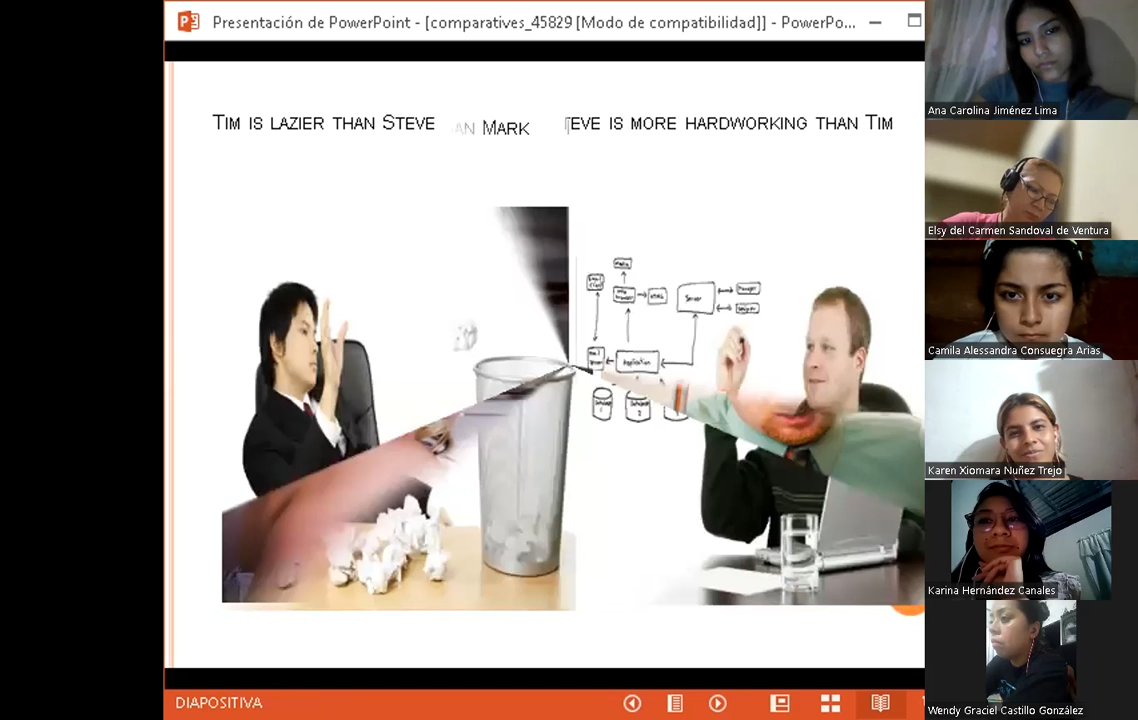 Presentación de PowerPoint - [comparatives_45829 [Modo de compatibilidad]] - PowerPo...
TIM IS LAZIER THAN STEVE
AN MARK
TEVE IS MORE HARDWORKING THAN TIM
Server
Application
DIAPOSITIVA
Ana Carolina Jiménez Lima
Elsy del Carmen Sandoval de Ventura
Camila Alessandra Consuegra Arias
Karen Xiomara Nuñez Trejo
Karina Hernández Canales
Wendy Graciel Castillo González